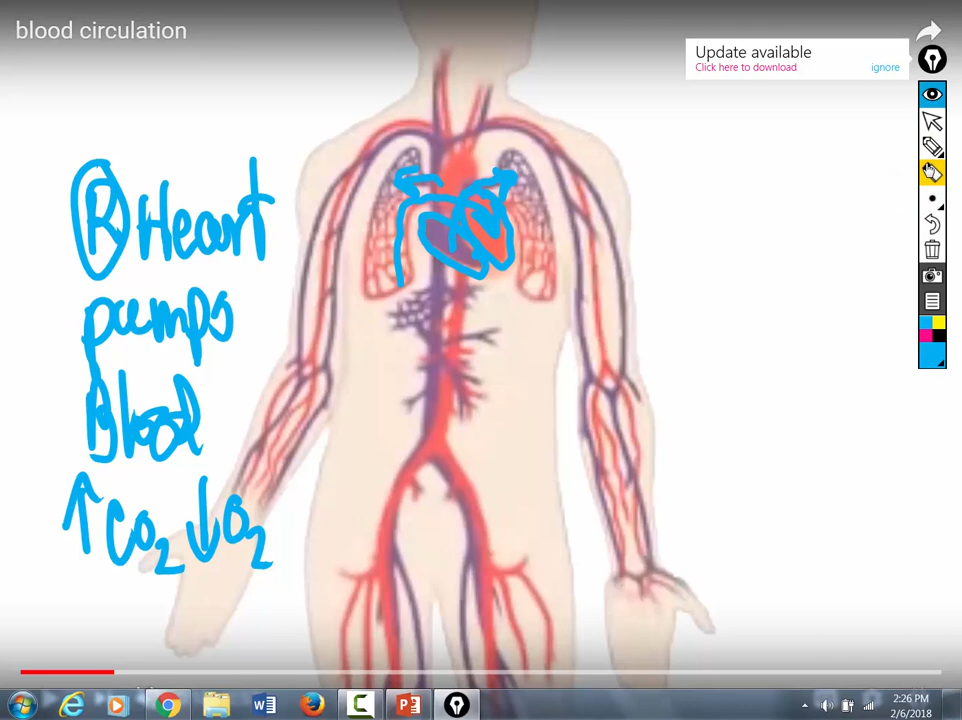 blood circulation
Update available
Click here to download ignore
R Heart
pumps
Blood
↑ Co2 ↓ O2
2:26 PM
2/6/2018